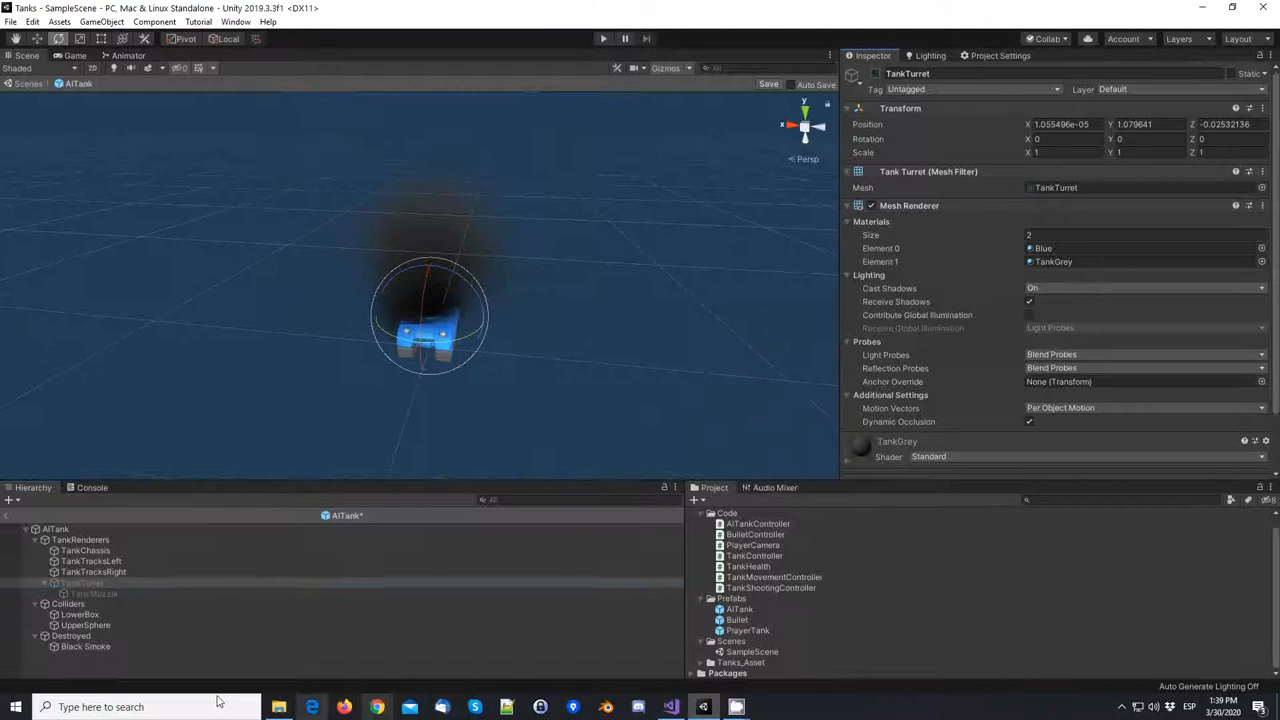 Tanks - SampleScene - PC, Mac & Linux Standalone - Unity 2019.3.3f1 <DX11>
File Edit Assets GameObject Component Tutorial Window Help
Pivot Local Collab Account Layers Layout
Scene Game Animator Inspector Lighting Project Settings
Shaded 2D 0 Gizmos All
Scenes AITank Save Auto Save
TankTurret Static
Tag Untagged Layer Default
Transform
Position X 1.055496e-05 Y 1.079641 Z -0.02532136
Rotation X 0 Y 0 Z 0
Scale X 1 Y 1 Z 1
y
x
Persp
Tank Turret (Mesh Filter)
Mesh TankTurret
Mesh Renderer
Materials
Size 2
Element 0 Blue
Element 1 TankGrey
Lighting
Cast Shadows On
Receive Shadows
Contribute Global Illumination
Receive Global Illumination Light Probes
Probes
Light Probes Blend Probes
Reflection Probes Blend Probes
Anchor Override None (Transform)
Additional Settings
Motion Vectors Per Object Motion
Dynamic Occlusion
TankGrey
Shader Standard
Hierarchy Console
All
AITank*
AITank
TankRenderers
TankChassis
TankTracksLeft
TankTracksRight
TankTurret
TankMuzzle
Colliders
LowerBox
UpperSphere
Destroyed
Black Smoke
Project Audio Mixer
8
Code
AITankController
BulletController
PlayerCamera
TankController
TankHealth
TankMovementController
TankShootingController
Prefabs
AITank
Bullet
PlayerTank
Scenes
SampleScene
Tanks_Asset
Packages
Auto Generate Lighting Off
Type here to search
ESP
1:39 PM
3/30/2020